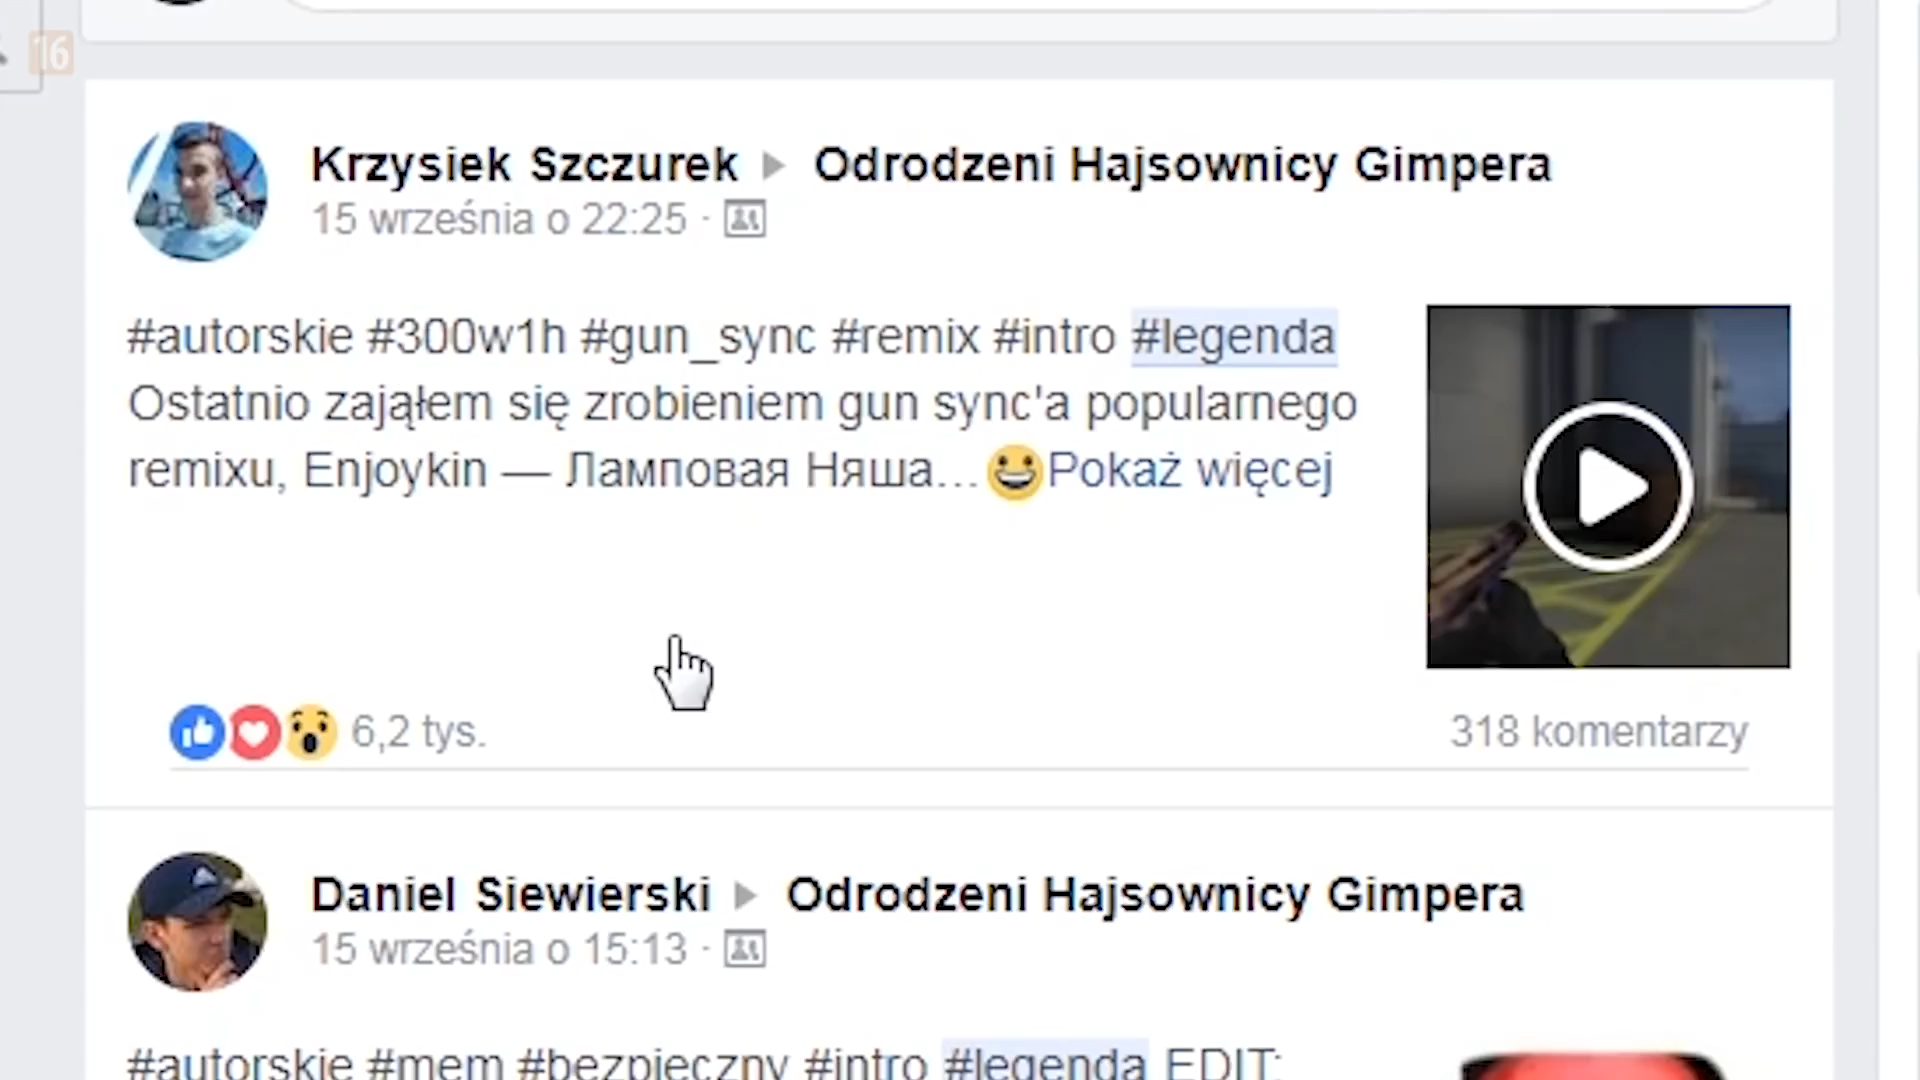 16
Krzysiek Szczurek ▶ Odrodzeni Hajsownicy Gimpera
15 września o 22:25 ·
#autorskie #300w1h #gun_sync #remix #intro #legenda
Ostatnio zająłem się zrobieniem gun sync'a popularnego
remixu, Enjoykin — Ламповая Няша...😀Pokaż więcej
6,2 tys.
318 komentarzy
Daniel Siewierski ▶ Odrodzeni Hajsownicy Gimpera
15 września o 15:13 ·
#autorskie #mem #bezpieczny #intro #legenda EDIT: